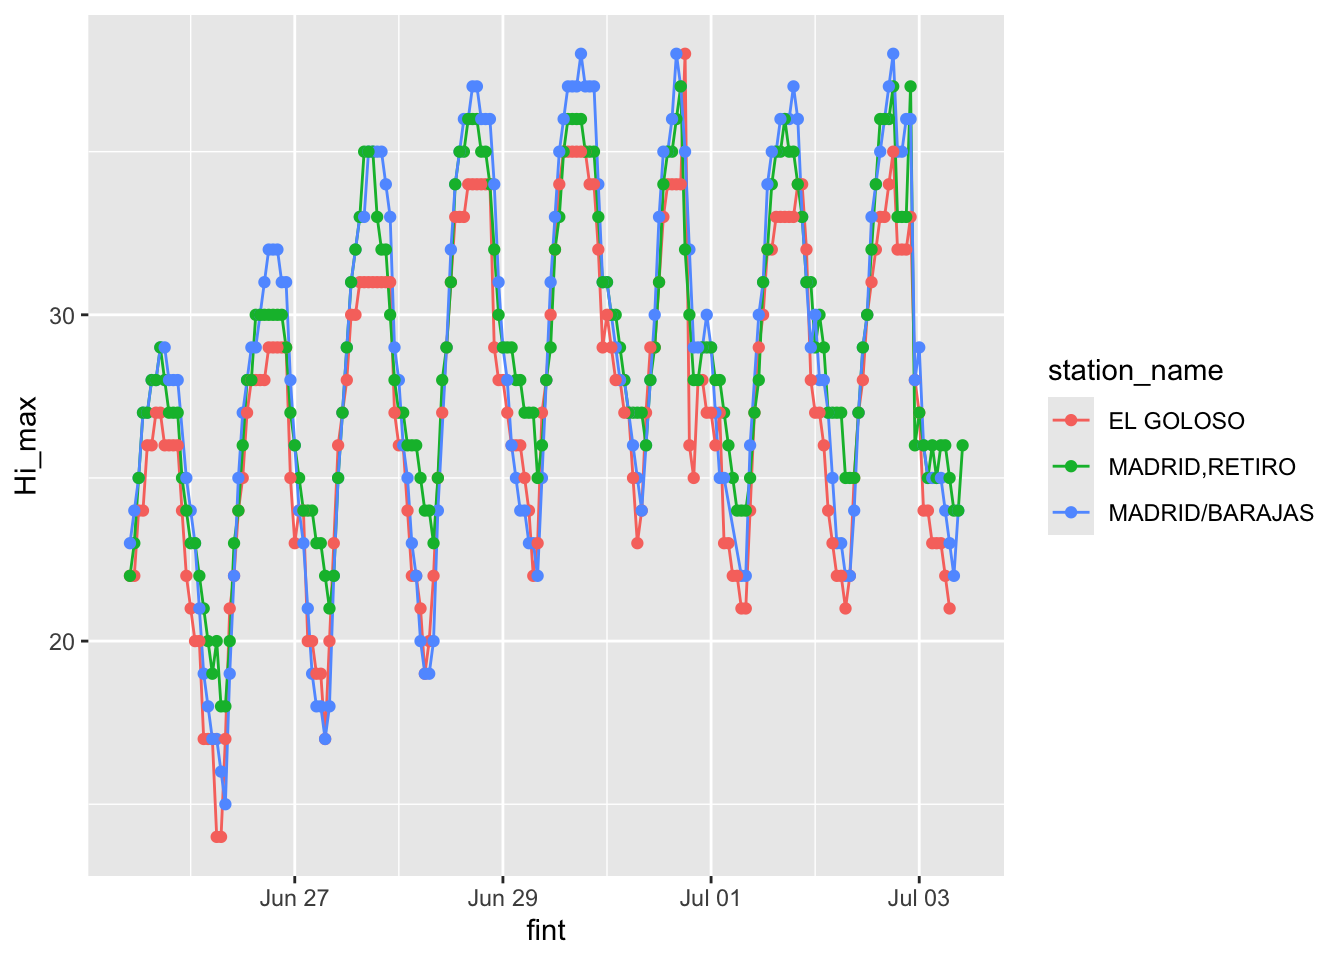 Hi_max
30
20
Jun 27
Jun 29
Jul 01
Jul 03
fint
station_name
EL GOLOSO
MADRID,RETIRO
MADRID/BARAJAS